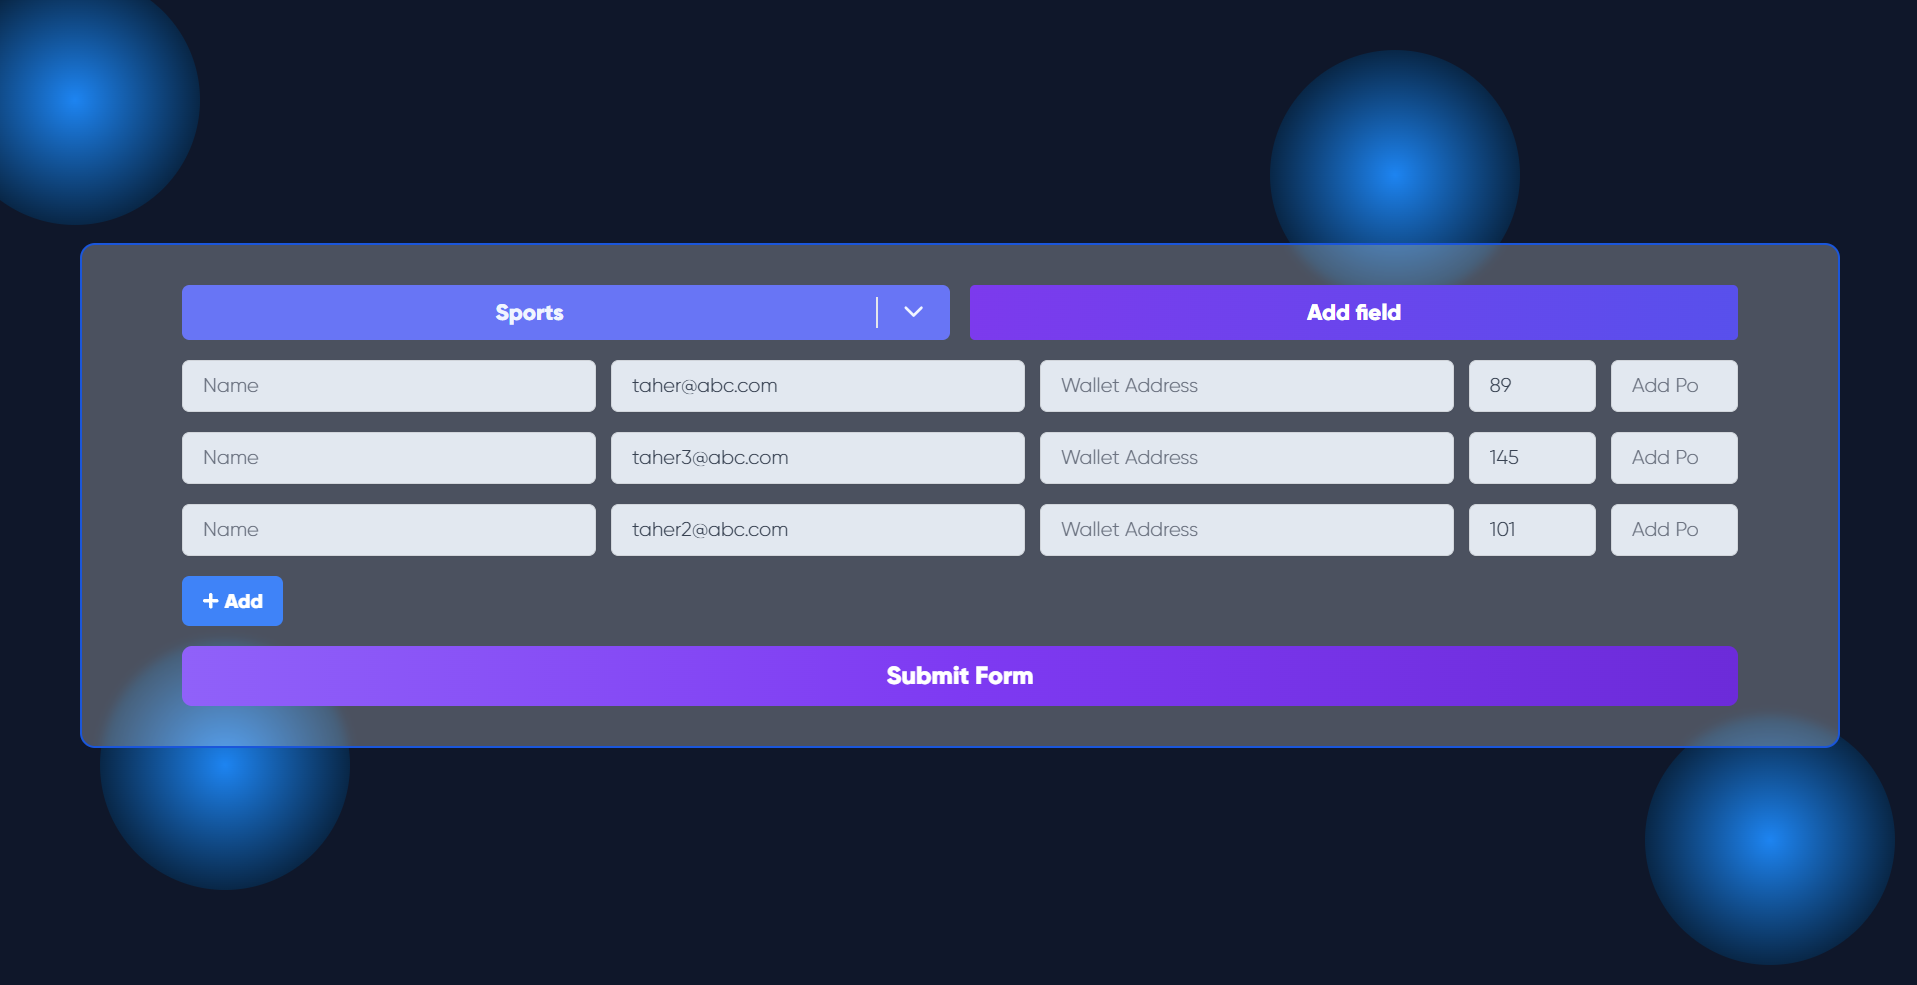 Sports Add field
Name taher@abc.com Wallet Address 89 Add Po
Name taher3@abc.com Wallet Address 145 Add Po
Name taher2@abc.com Wallet Address 101 Add Po
+ Add
Submit Form